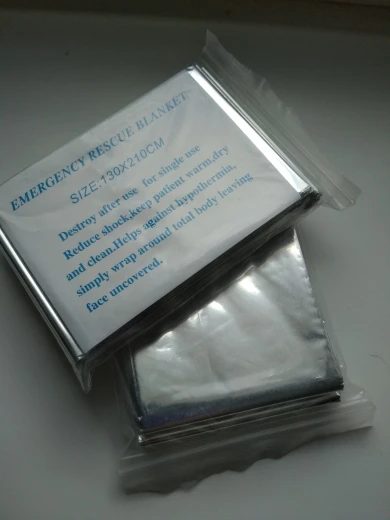 EMERGENCY RESCUE BLANKET
SIZE:130X210CM
Destroy after use for single use
Reduce shock,keep patient warm,dry
and clean.Helps against hypothermia,
simply wrap around total body leaving
face uncovered.